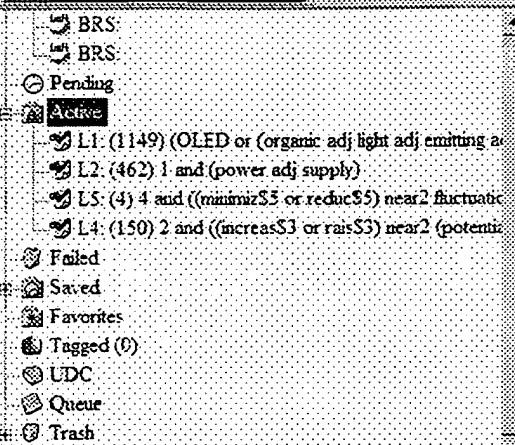 BRS:
BRS:
Pending
Active
L1: (1149) (OLED or (organic adj light adj emitting a
L2: (462) 1 and (power adj supply)
L5: (4) 4 and ((minimiz$5 or reduc$5) near2 fluctuatio
L4: (150) 2 and ((increas$3 or rais$3) near2 (potentia
Failed
Saved
Favorites
Tagged (0)
UDC
Queue
Trash